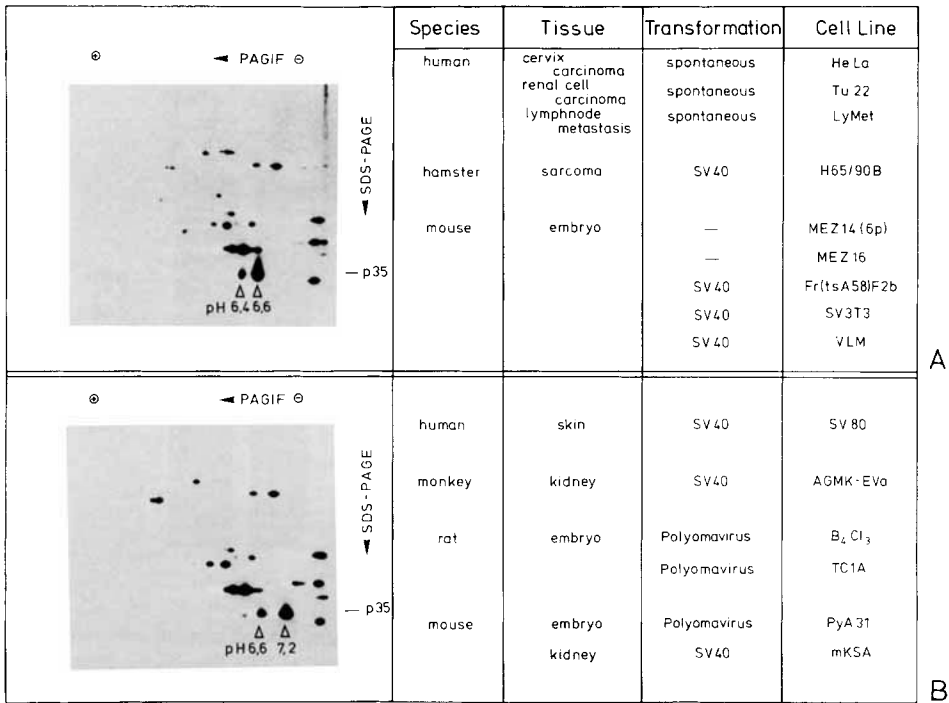 Species Tissue Transformation Cell Line
⊕ ◄ PAGIF ⊖
SDS-PAGE
p35
pH 6,4 6,6
human cervix carcinoma spontaneous HeLa
renal cell carcinoma spontaneous Tu 22
lymphnode metastasis spontaneous LyMet
hamster sarcoma SV40 H65/90B
mouse embryo — MEZ14(6p)
— MEZ16
SV40 Fr(tsA58)F2b
SV40 SV3T3
SV40 VLM
A
⊕ ◄ PAGIF ⊖
SDS-PAGE
p35
pH 6,6 7,2
human skin SV40 SV80
monkey kidney SV40 AGMK-EVa
rat embryo Polyomavirus B₄Cl₃
Polyomavirus TC1A
mouse embryo Polyomavirus PyA31
kidney SV40 mKSA
B